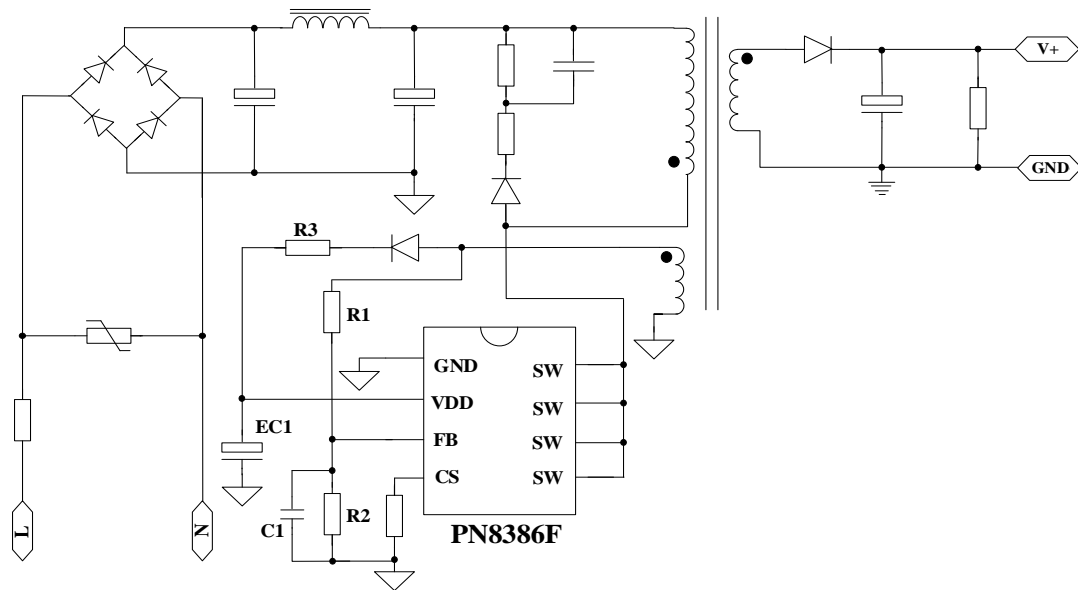 V+
GND
R3
R1
GND
SW
VDD
SW
EC1
FB
SW
CS
SW
L
N
C1
R2
PN8386F